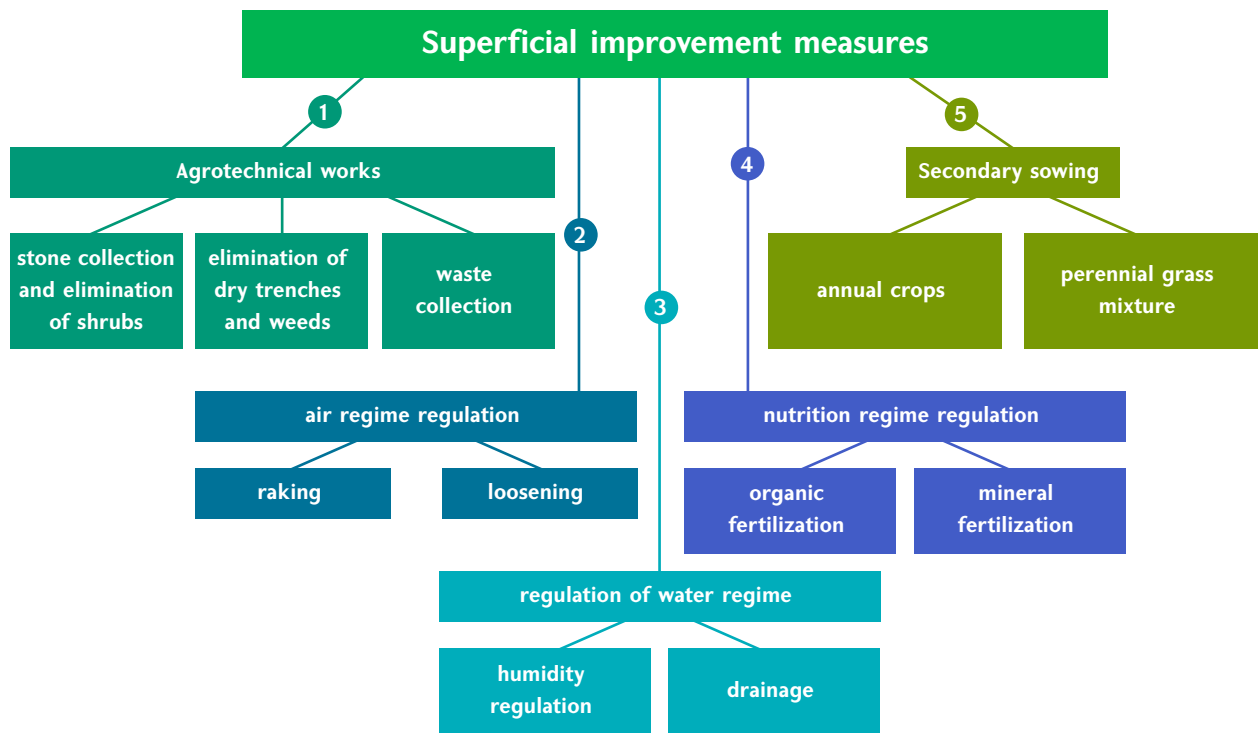 Superficial improvement measures
1
Agrotechnical works
stone collection
and elimination
of shrubs
elimination of
dry trenches
and weeds
waste
collection
2
air regime regulation
raking
loosening
3
regulation of water regime
humidity
regulation
drainage
4
nutrition regime regulation
organic
fertilization
mineral
fertilization
5
Secondary sowing
annual crops
perennial grass
mixture